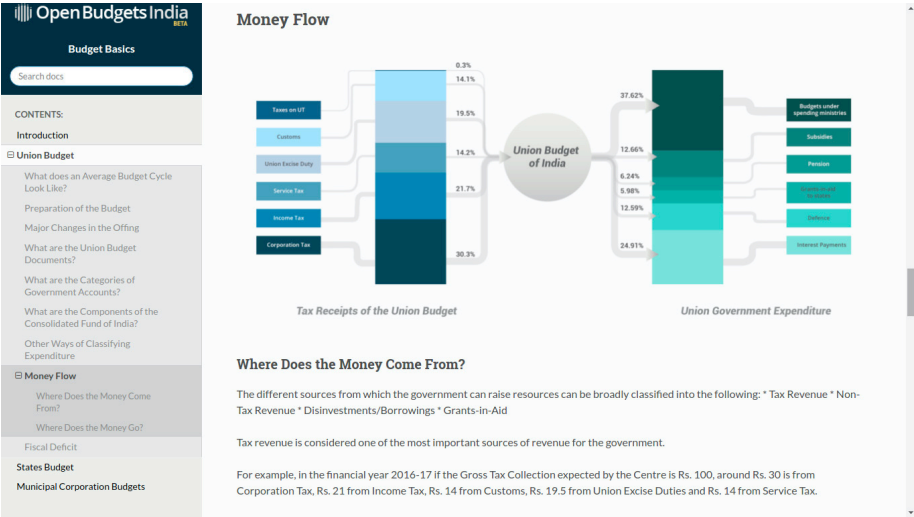 Open Budgets India
BETA
Budget Basics
Search docs
CONTENTS:
Introduction
Union Budget
What does an Average Budget Cycle
Look Like?
Preparation of the Budget
Major Changes in the Offing
What are the Union Budget
Documents?
What are the Categories of
Government Accounts?
What are the Components of the
Consolidated Fund of India?
Other Ways of Classifying
Expenditure
Money Flow
Where Does the Money Come
From?
Where Does the Money Go?
Fiscal Deficit
States Budget
Municipal Corporation Budgets
Money Flow
Taxes on UT
Customs
Union Excise Duty
Service Tax
Income Tax
Corporation Tax
0.3%
14.1%
19.5%
14.2%
21.7%
30.3%
Tax Receipts of the Union Budget
Union Budget
of India
37.62%
12.66%
6.24%
5.98%
12.59%
24.91%
Budgets under
spending ministries
Subsidies
Pension
Grants in aid
to states
Defence
Interest Payments
Union Government Expenditure
Where Does the Money Come From?
The different sources from which the government can raise resources can be broadly classified into the following: * Tax Revenue * Non-
Tax Revenue * Disinvestments/Borrowings * Grants-in-Aid
Tax revenue is considered one of the most important sources of revenue for the government.
For example, in the financial year 2016-17 if the Gross Tax Collection expected by the Centre is Rs. 100, around Rs. 30 is from
Corporation Tax, Rs. 21 from Income Tax, Rs. 14 from Customs, Rs. 19.5 from Union Excise Duties and Rs. 14 from Service Tax.